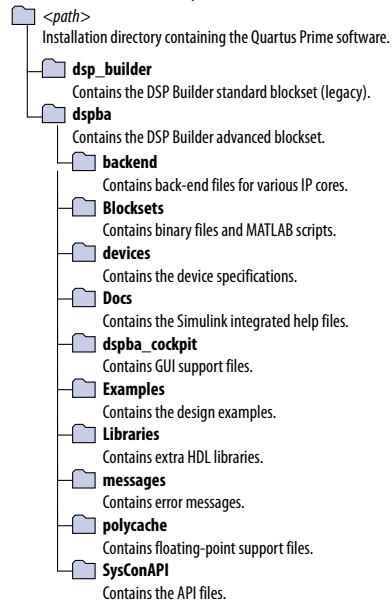 <path>
Installation directory containing the Quartus Prime software.
dsp_builder
Contains the DSP Builder standard blockset (legacy).
dspba
Contains the DSP Builder advanced blockset.
backend
Contains back-end files for various IP cores.
Blocksets
Contains binary files and MATLAB scripts.
devices
Contains the device specifications.
Docs
Contains the Simulink integrated help files.
dspba_cockpit
Contains GUI support files.
Examples
Contains the design examples.
Libraries
Contains extra HDL libraries.
messages
Contains error messages.
polycache
Contains floating-point support files.
SysConAPI
Contains the API files.